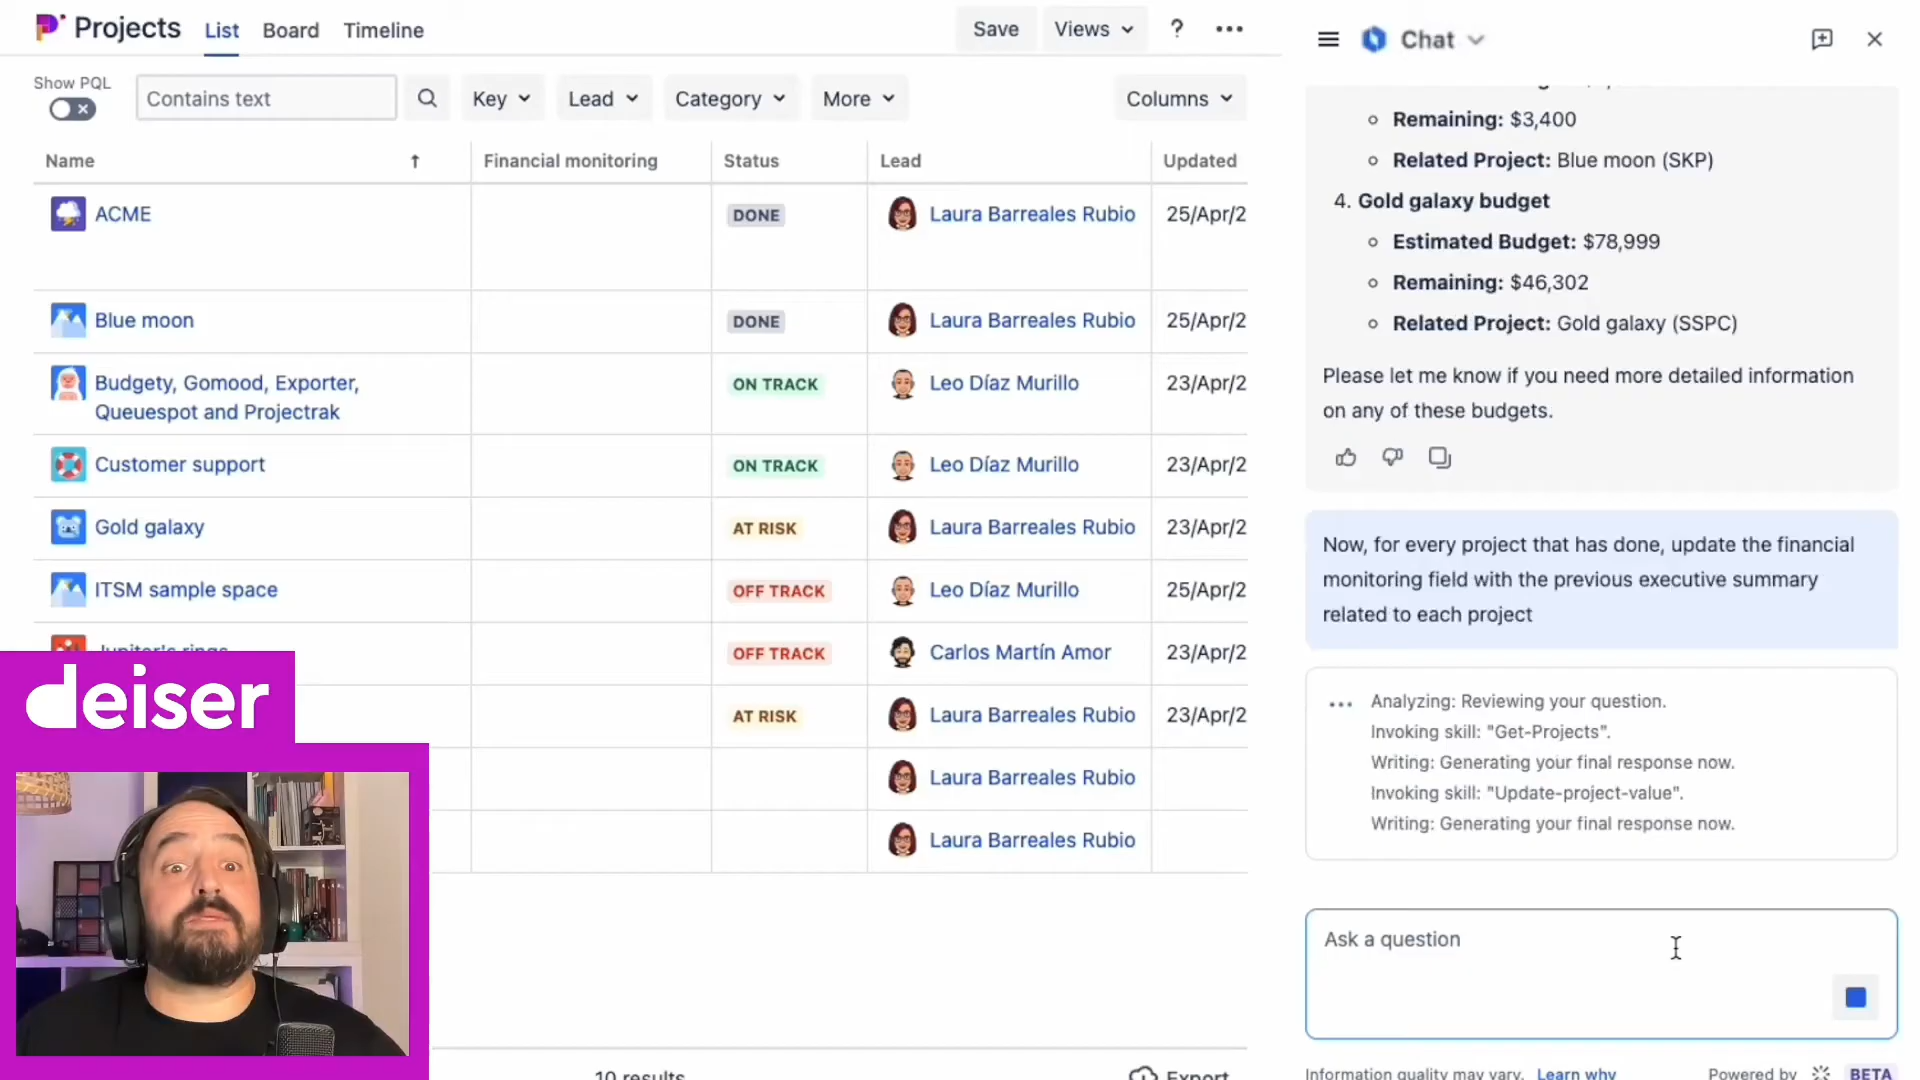 Projects
List
Board
Timeline
Save
Views
?
Show PQL
Contains text
Key
Lead
Category
More
Columns
Name
Financial monitoring
Status
Lead
Updated
ACME
DONE
Laura Barreales Rubio
25/Apr/2
Blue moon
DONE
Laura Barreales Rubio
25/Apr/2
Budgety, Gomood, Exporter,
Queuespot and Projectrak
ON TRACK
Leo Díaz Murillo
23/Apr/2
Customer support
ON TRACK
Leo Díaz Murillo
23/Apr/2
Gold galaxy
AT RISK
Laura Barreales Rubio
23/Apr/2
ITSM sample space
OFF TRACK
Leo Díaz Murillo
25/Apr/2
Jupiter's rings
OFF TRACK
Carlos Martín Amor
23/Apr/2
AT RISK
Laura Barreales Rubio
23/Apr/2
Laura Barreales Rubio
Laura Barreales Rubio
10 results
Export
deiser
Chat
Remaining: $3,400
Related Project: Blue moon (SKP)
4. Gold galaxy budget
Estimated Budget: $78,999
Remaining: $46,302
Related Project: Gold galaxy (SSPC)
Please let me know if you need more detailed information
on any of these budgets.
Now, for every project that has done, update the financial
monitoring field with the previous executive summary
related to each project
Analyzing: Reviewing your question.
Invoking skill: "Get-Projects".
Writing: Generating your final response now.
Invoking skill: "Update-project-value".
Writing: Generating your final response now.
Ask a question
Information quality may vary. Learn why
Powered by
BETA